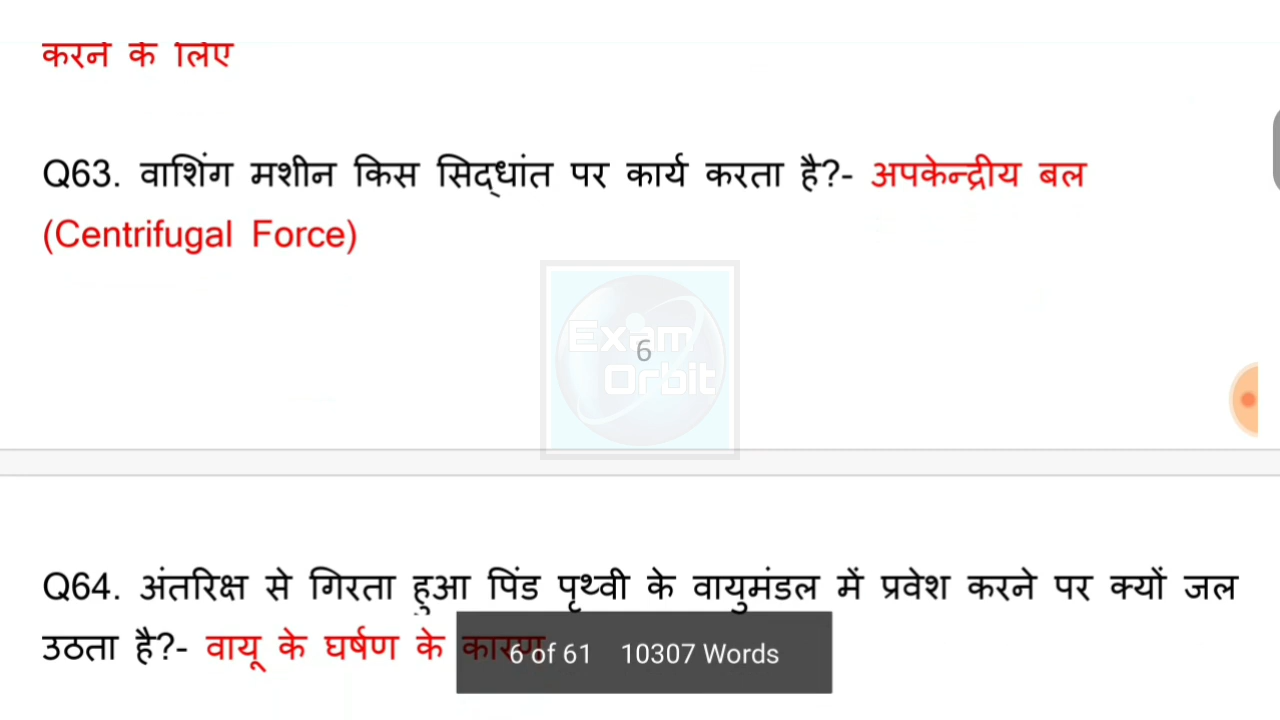 करने के लिए
Q63. वाशिंग मशीन किस सिद्धांत पर कार्य करता है?- अपकेन्द्रीय बल
(Centrifugal Force)
Exam
6
Orbit
Q64. अंतरिक्ष से गिरता हुआ पिंड पृथ्वी के वायुमंडल में प्रवेश करने पर क्यों जल
उठता है?- वायू के घर्षण के कारण
6 of 61 10307 Words